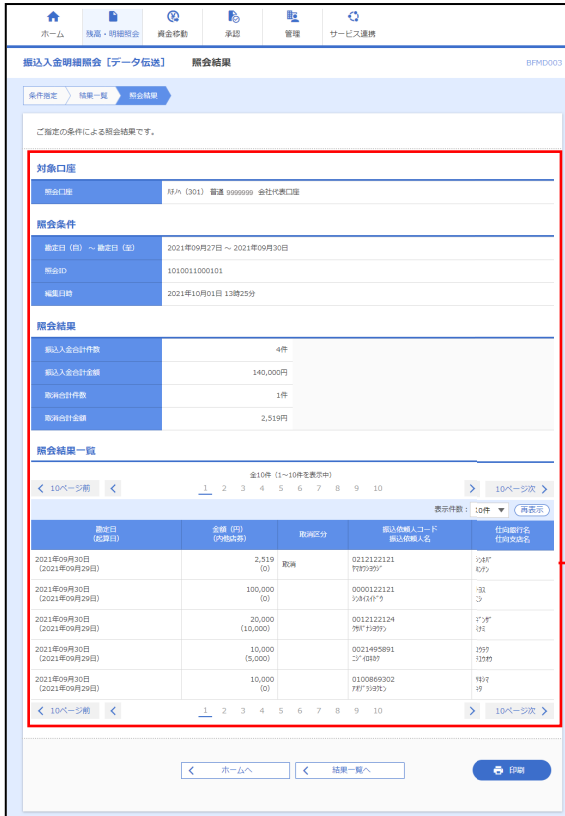 ホーム 残高・明細照会 資金移動 承認 管理 サービス連携
振込入金明細照会［データ伝送］ 照会結果 BFMD003
条件指定 結果一覧 照会結果
ご指定の条件による照会結果です。
対象口座
照会口座 (301) 普通 9999999 会社代表口座
照会条件
勘定日（自）～ 勘定日（至） 2021年09月27日 ～ 2021年09月30日
照会ID 1010011000101
編集日時 2021年10月01日 13時25分
照会結果
振込入金合計件数 4件
振込入金合計金額 140,000円
取消合計件数 1件
取消合計金額 2,519円
照会結果一覧
全10件（1～10件を表示中）
10ページ前 1 2 3 4 5 6 7 8 9 10 10ページ次
表示件数： 10件 再表示
勘定日 金額（円） 取消区分 振込依頼人コード 仕向銀行名
（起算日） （内他店券） 振込依頼人名 仕向支店名
2021年09月30日 2,519 取消 0212122121
（2021年09月29日） (0)
2021年09月30日 100,000 0000122121
（2021年09月29日） (0)
2021年09月30日 20,000 0012122124
（2021年09月29日） (10,000)
2021年09月30日 10,000 0021495891
（2021年09月29日） (5,000)
2021年09月30日 10,000 0100869302
（2021年09月29日） (0)
10ページ前 1 2 3 4 5 6 7 8 9 10 10ページ次
ホームへ 結果一覧へ 印刷